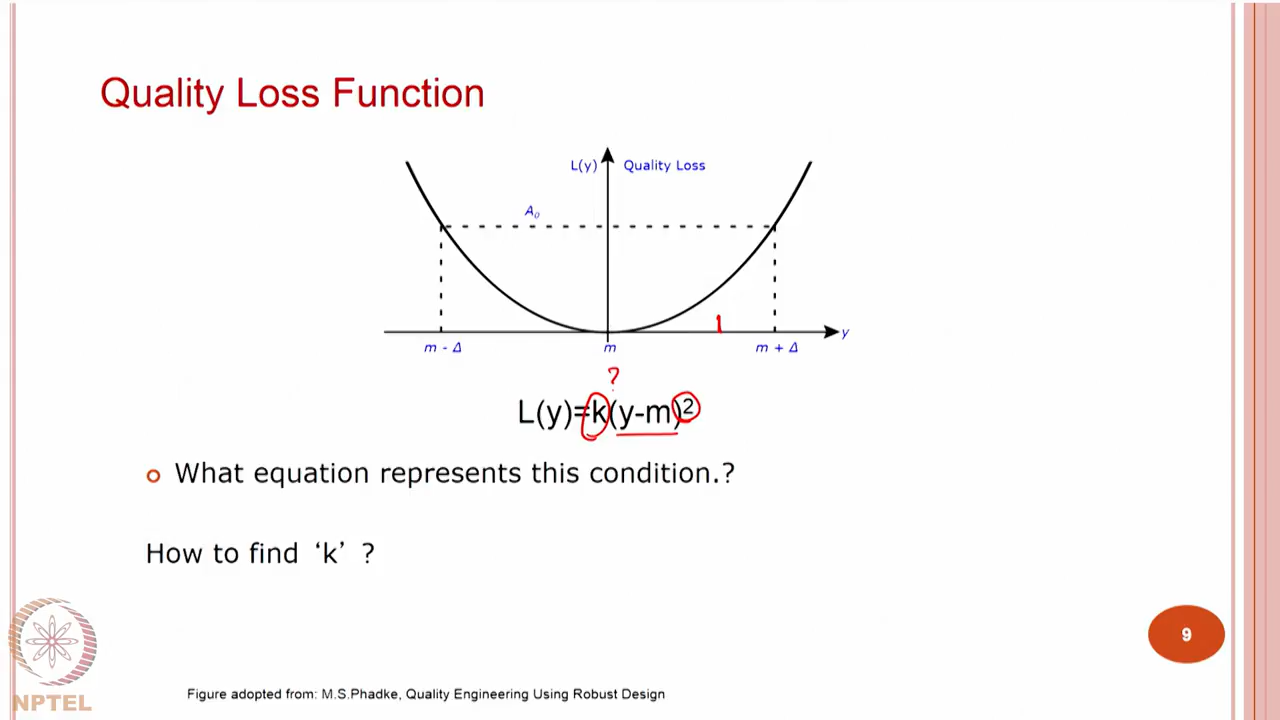 Quality Loss Function
L(y) Quality Loss
A₀
y
m - Δ m m + Δ
?
L(y)=k(y-m)²
What equation represents this condition.?
How to find ‘k’ ?
9
NPTEL
Figure adopted from: M.S.Phadke, Quality Engineering Using Robust Design